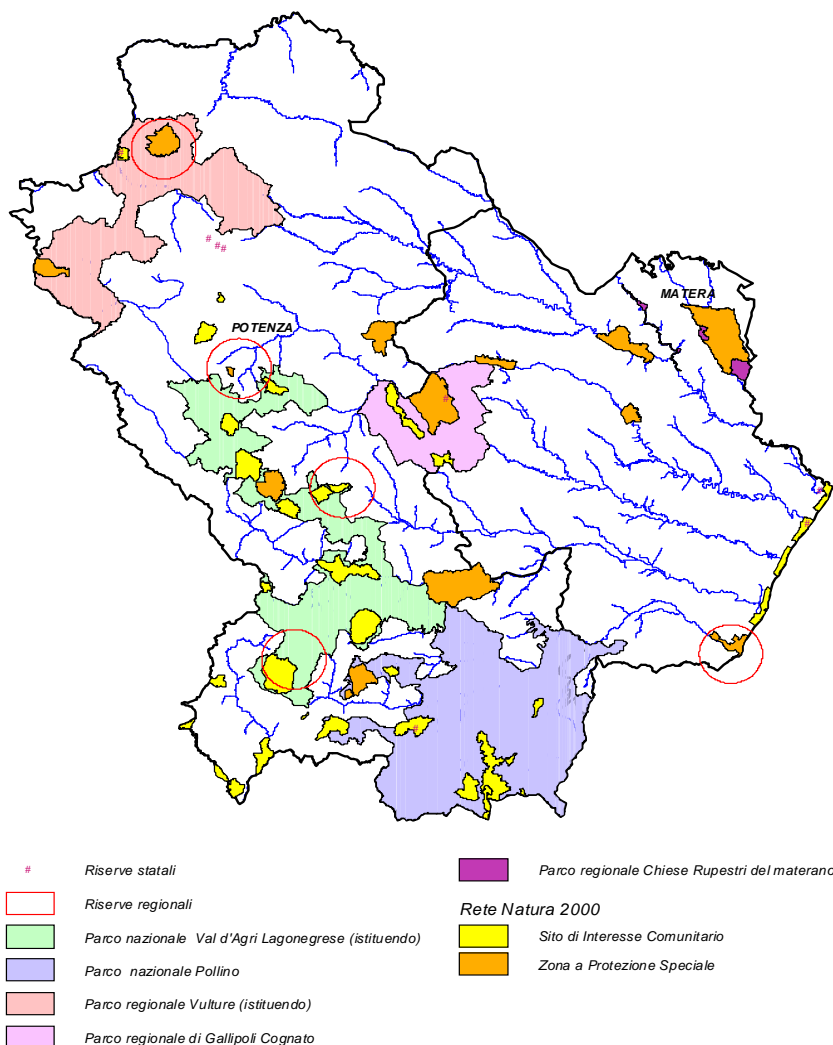 MATERA
POTENZA
# Riserve statali
Riserve regionali
Parco nazionale Val d'Agri Lagonegrese (istituendo)
Parco nazionale Pollino
Parco regionale Vulture (istituendo)
Parco regionale di Gallipoli Cognato
Parco regionale Chiese Rupestri del materano
Rete Natura 2000
Sito di Interesse Comunitario
Zona a Protezione Speciale